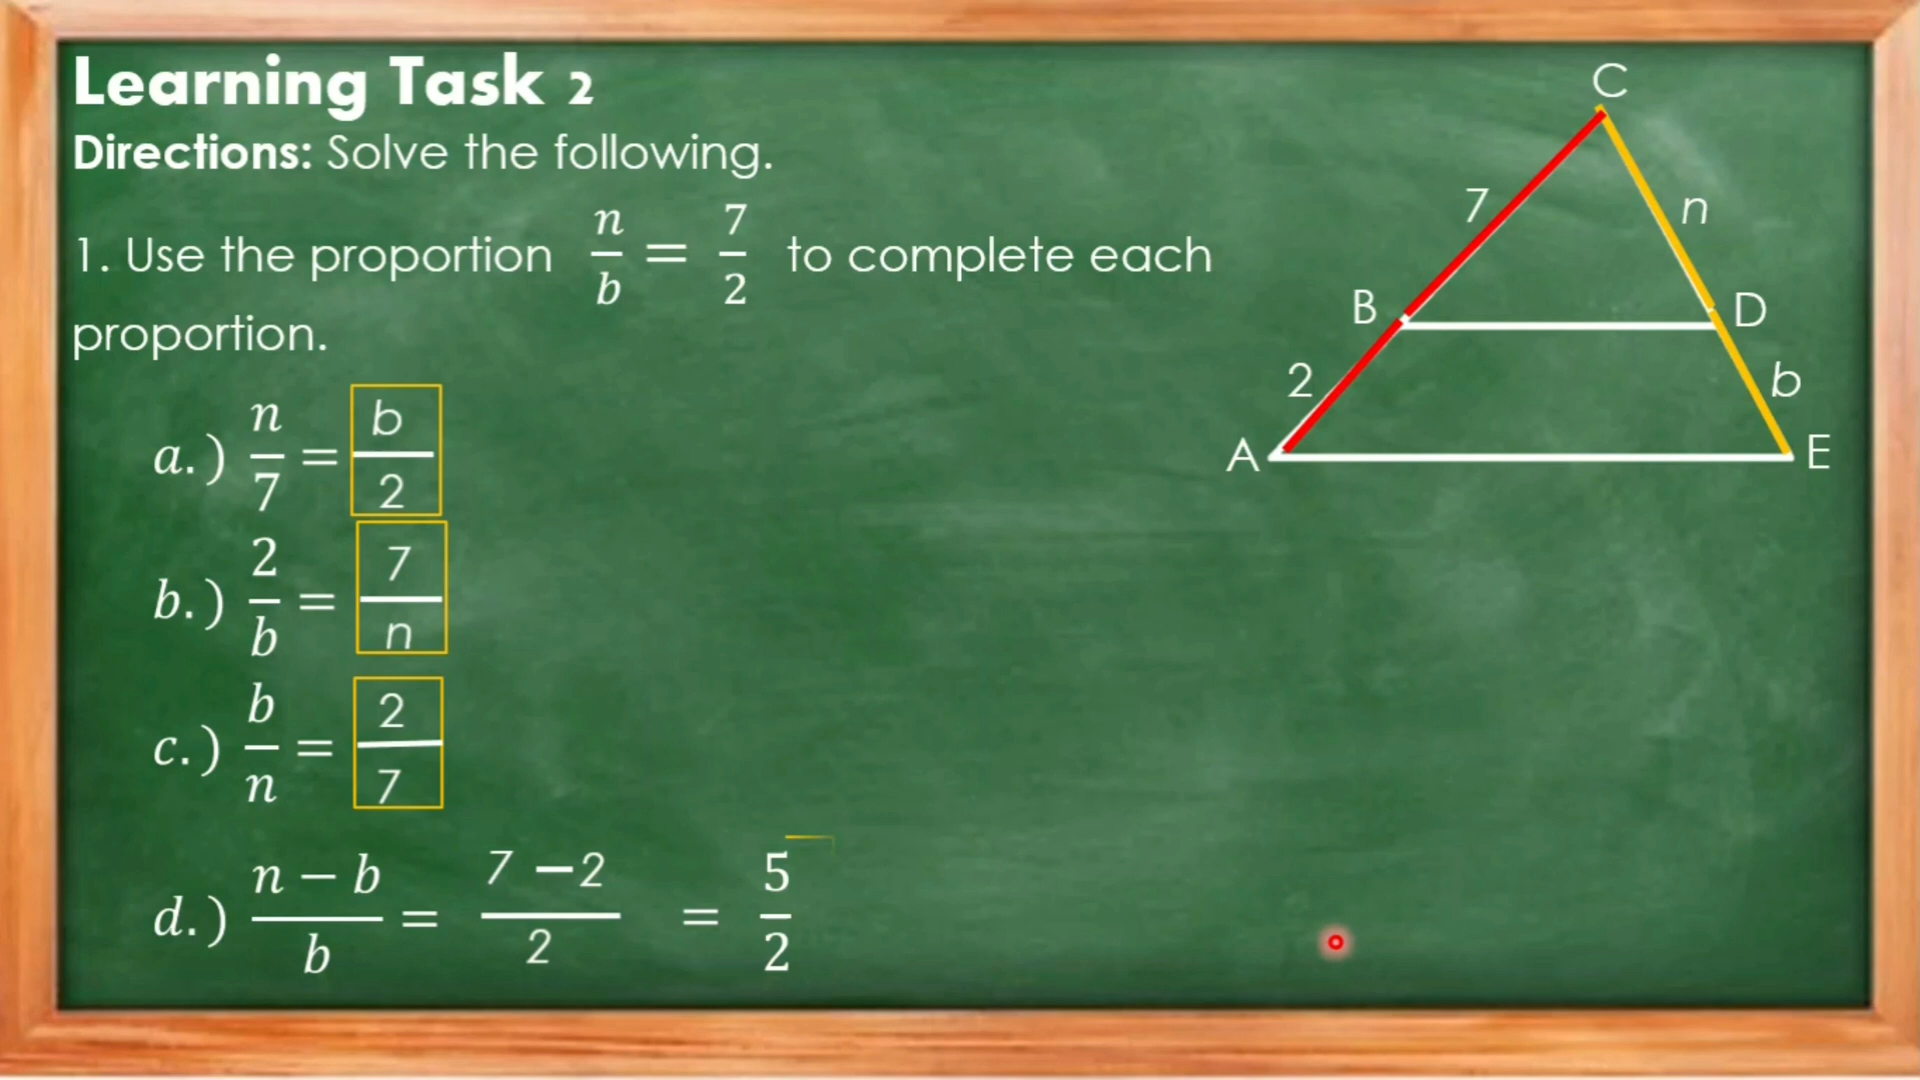 Learning Task 2
Directions: Solve the following.
1. Use the proportion n/b = 7/2 to complete each
proportion.
a.) n/7 = b/2
b.) 2/b = 7/n
c.) b/n = 2/7
d.) n − b/b = 7 − 2/2 = 5/2
C
7
n
B
D
2
b
A
E